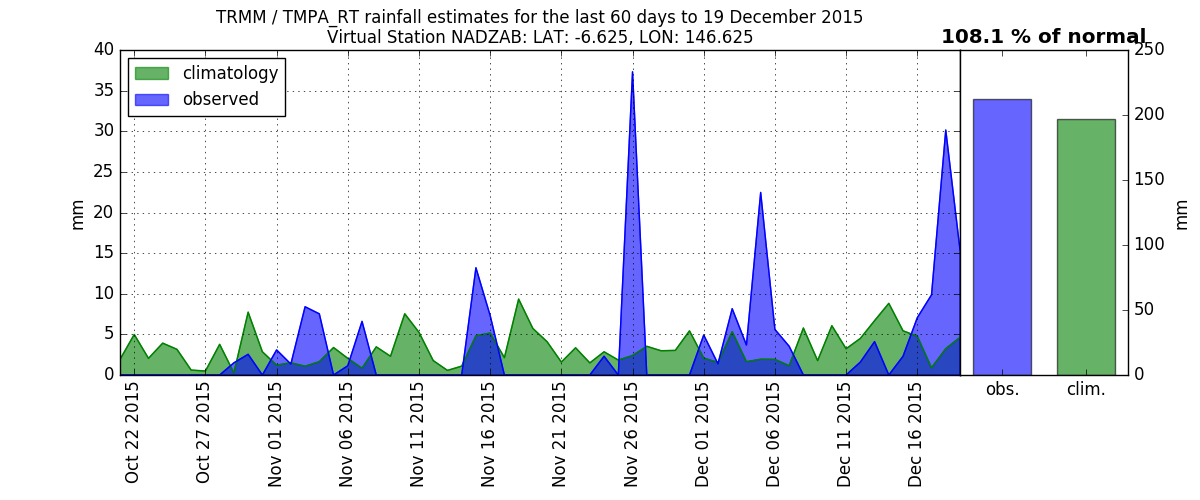 TRMM / TMPA_RT rainfall estimates for the last 60 days to 19 December 2015
Virtual Station NADZAB: LAT: -6.625, LON: 146.625
108.1 % of normal
climatology
observed
mm
40
35
30
25
20
15
10
5
0
Oct 22 2015
Oct 27 2015
Nov 01 2015
Nov 06 2015
Nov 11 2015
Nov 16 2015
Nov 21 2015
Nov 26 2015
Dec 01 2015
Dec 06 2015
Dec 11 2015
Dec 16 2015
250
200
150
100
50
0
mm
obs.
clim.